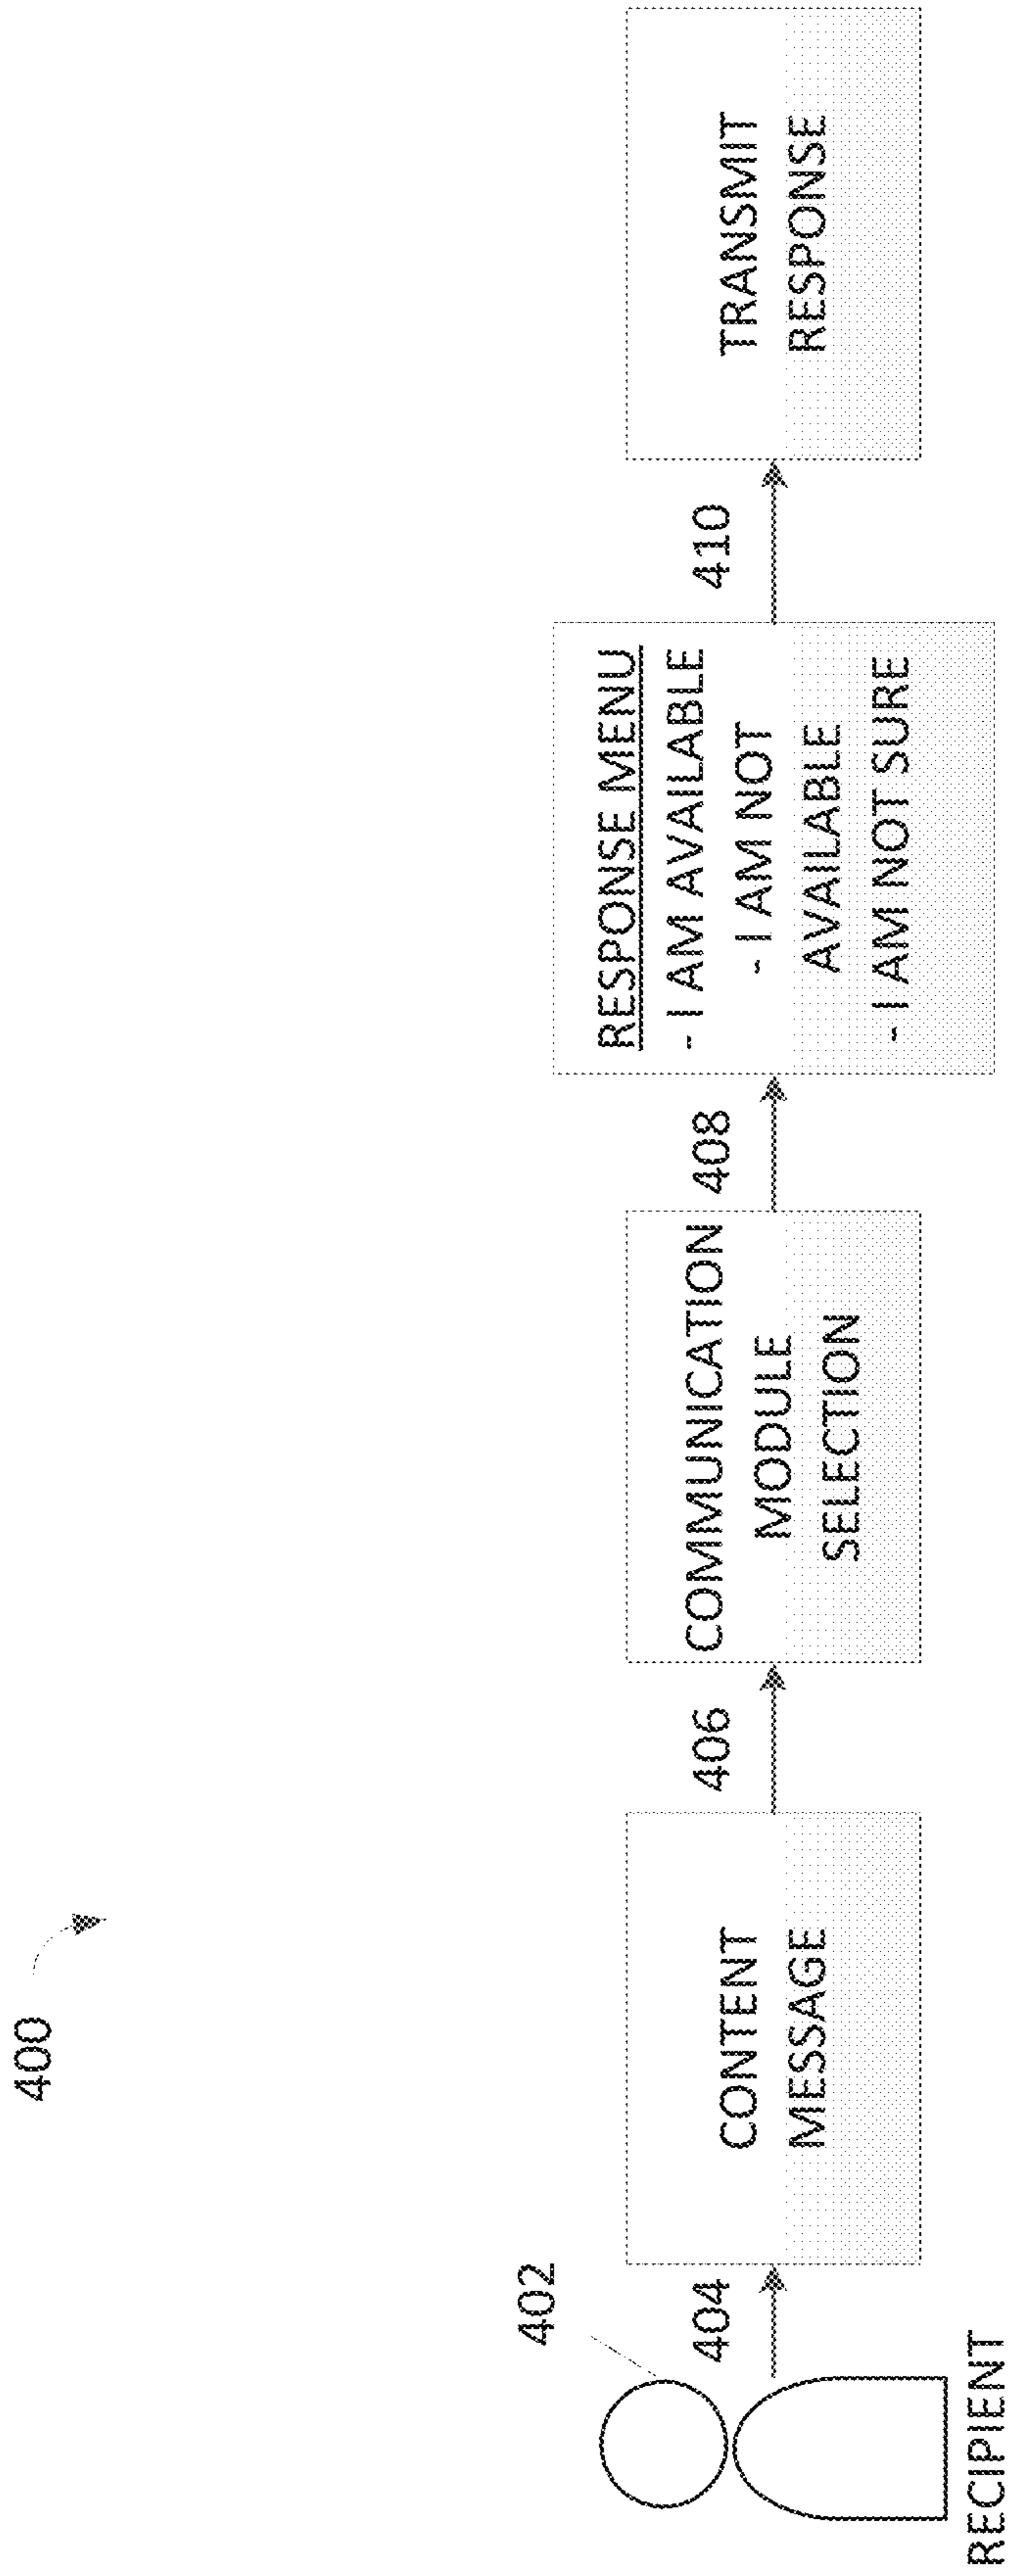 400
402
RECIPIENT
404
CONTENT
MESSAGE
406
COMMUNICATION
MODULE
SELECTION
408
RESPONSE MENU
- I AM AVAILABLE
- I AM NOT
AVAILABLE
- I AM NOT SURE
410
TRANSMIT
RESPONSE